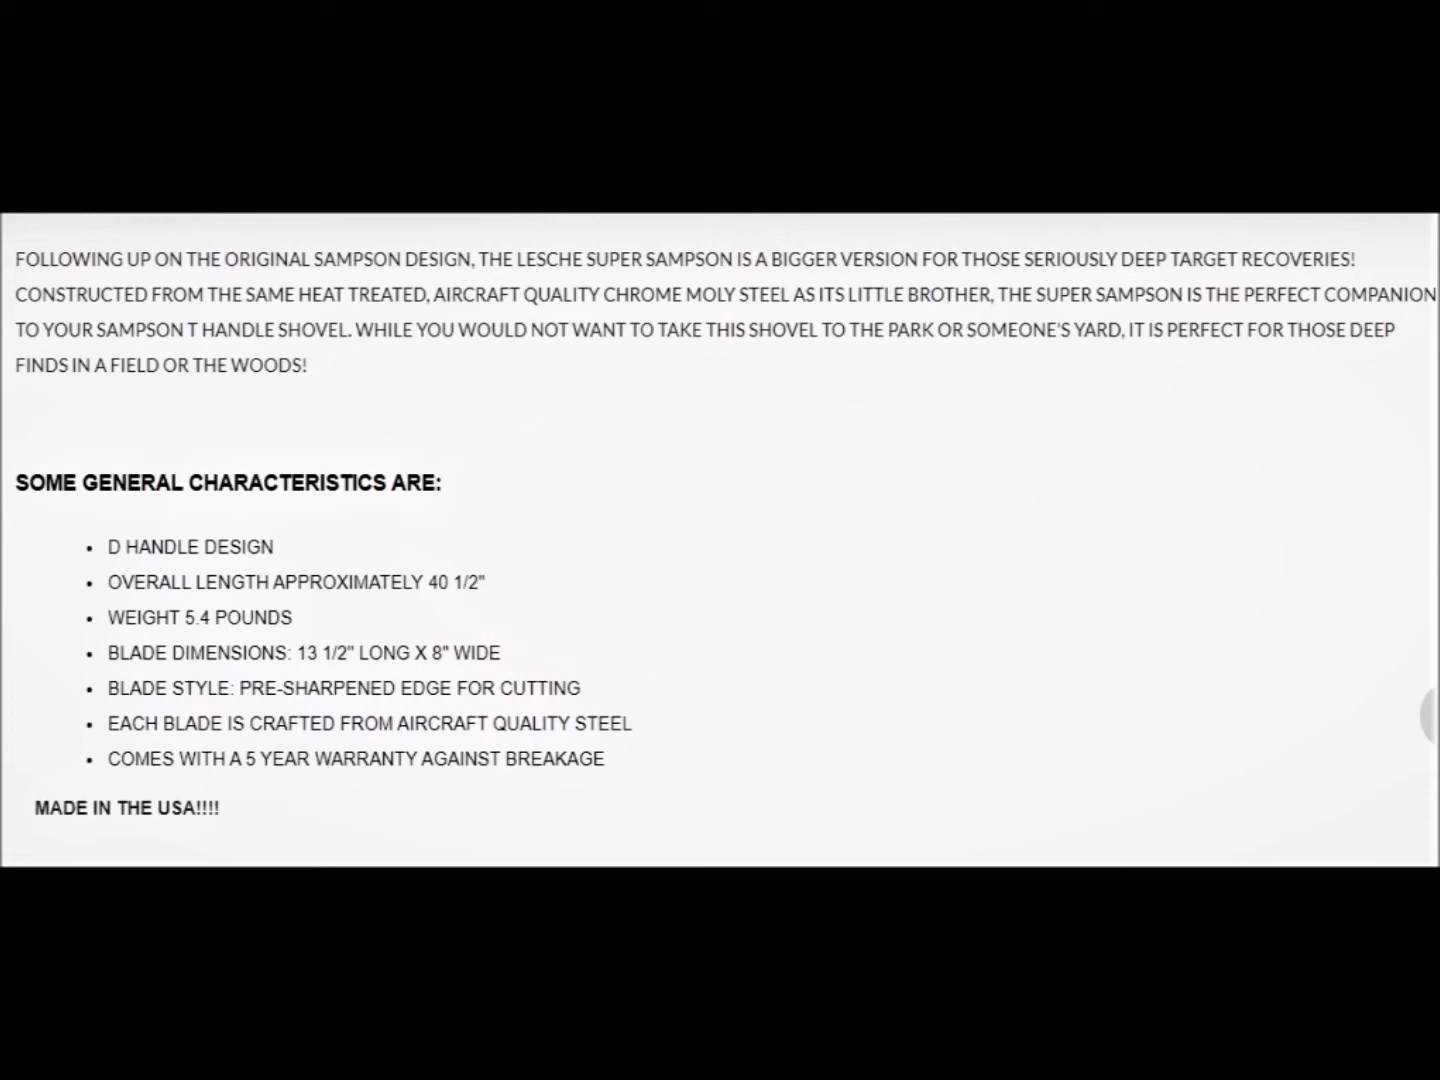 FOLLOWING UP ON THE ORIGINAL SAMPSON DESIGN, THE LESCHE SUPER SAMPSON IS A BIGGER VERSION FOR THOSE SERIOUSLY DEEP TARGET RECOVERIES!
CONSTRUCTED FROM THE SAME HEAT TREATED, AIRCRAFT QUALITY CHROME MOLY STEEL AS ITS LITTLE BROTHER, THE SUPER SAMPSON IS THE PERFECT COMPANION
TO YOUR SAMPSON T HANDLE SHOVEL. WHILE YOU WOULD NOT WANT TO TAKE THIS SHOVEL TO THE PARK OR SOMEONE'S YARD, IT IS PERFECT FOR THOSE DEEP
FINDS IN A FIELD OR THE WOODS!
SOME GENERAL CHARACTERISTICS ARE:
• D HANDLE DESIGN
• OVERALL LENGTH APPROXIMATELY 40 1/2"
• WEIGHT 5.4 POUNDS
• BLADE DIMENSIONS: 13 1/2" LONG X 8" WIDE
• BLADE STYLE: PRE-SHARPENED EDGE FOR CUTTING
• EACH BLADE IS CRAFTED FROM AIRCRAFT QUALITY STEEL
• COMES WITH A 5 YEAR WARRANTY AGAINST BREAKAGE
MADE IN THE USA!!!!